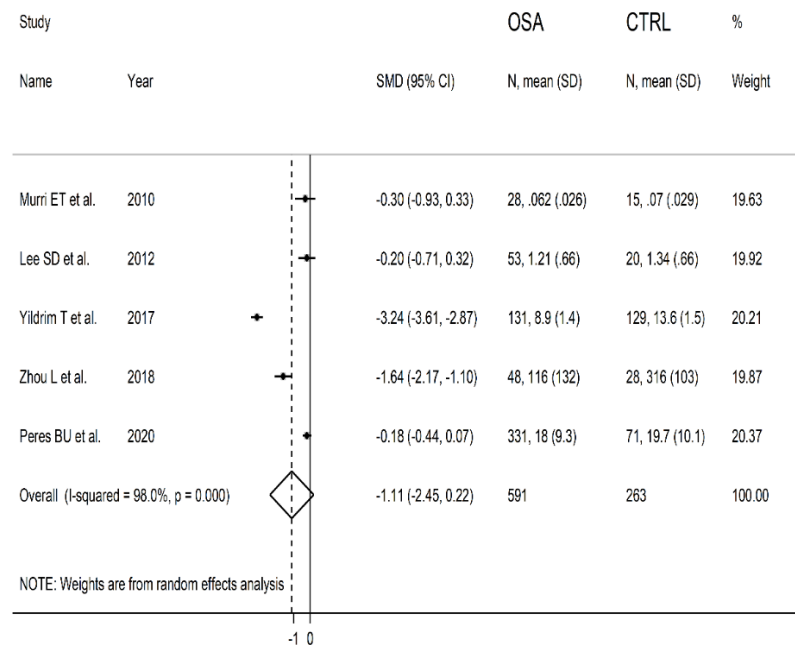 Study OSA CTRL %
Name Year SMD (95% CI) N, mean (SD) N, mean (SD) Weight
Murri ET et al. 2010 -0.30 (-0.93, 0.33) 28, .062 (.026) 15, .07 (.029) 19.63
Lee SD et al. 2012 -0.20 (-0.71, 0.32) 53, 1.21 (.66) 20, 1.34 (.66) 19.92
Yildrim T et al. 2017 -3.24 (-3.61, -2.87) 131, 8.9 (1.4) 129, 13.6 (1.5) 20.21
Zhou L et al. 2018 -1.64 (-2.17, -1.10) 48, 116 (132) 28, 316 (103) 19.87
Peres BU et al. 2020 -0.18 (-0.44, 0.07) 331, 18 (9.3) 71, 19.7 (10.1) 20.37
Overall (I-squared = 98.0%, p = 0.000) -1.11 (-2.45, 0.22) 591 263 100.00
NOTE: Weights are from random effects analysis
-1 0